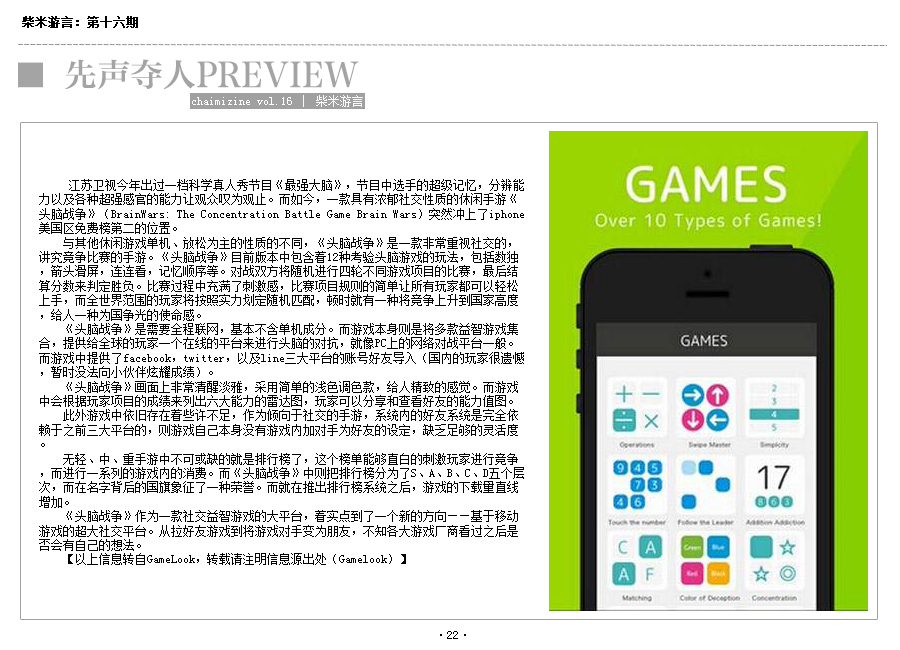 柴米游言：第十六期
先声夺人PREVIEW
chaimizine vol.16 | 柴米游言
江苏卫视今年出过一档科学真人秀节目《最强大脑》，节目中选手的超级记忆，分辨能
力以及各种超强感官的能力让观众叹为观止。而如今，一款具有浓郁社交性质的休闲手游《
头脑战争》（BrainWars: The Concentration Battle Game Brain Wars）突然冲上了iphone
美国区免费榜第二的位置。
与其他休闲游戏单机、放松为主的性质的不同，《头脑战争》是一款非常重视社交的，
讲究竞争比赛的手游。《头脑战争》目前版本中包含着12种考验头脑游戏的玩法，包括数独
，箭头滑屏，连连看，记忆顺序等。对战双方将随机进行四轮不同游戏项目的比赛，最后结
算分数来判定胜负。比赛过程中充满了刺激感，比赛项目规则的简单让所有玩家都可以轻松
上手，而全世界范围的玩家将按照实力划定随机匹配，顿时就有一种将竞争上升到国家高度
，给人一种为国争光的使命感。
《头脑战争》是需要全程联网，基本不含单机成分。而游戏本身则是将多款益智游戏集
合，提供给全球的玩家一个在线的平台来进行头脑的对抗，就像PC上的网络对战平台一般。
而游戏中提供了facebook，twitter，以及line三大平台的账号好友导入（国内的玩家很遗憾
，暂时没法向小伙伴炫耀成绩）。
《头脑战争》画面上非常清醒淡雅，采用简单的浅色调色款，给人精致的感觉。而游戏
中会根据玩家项目的成绩来列出六大能力的雷达图，玩家可以分享和查看好友的能力值图。
此外游戏中依旧存在着些许不足，作为倾向于社交的手游，系统内的好友系统是完全依
赖于之前三大平台的，则游戏自己本身没有游戏内加对手为好友的设定，缺乏足够的灵活度
。
无轻、中、重手游中不可或缺的就是排行榜了，这个榜单能够直白的刺激玩家进行竞争
，而进行一系列的游戏内的消费。而《头脑战争》中则把排行榜分为了S、A、B、C、D五个层
次，而在名字背后的国旗象征了一种荣誉。而就在推出排行榜系统之后，游戏的下载量直线
增加。
《头脑战争》作为一款社交益智游戏的大平台，着实点到了一个新的方向——基于移动
游戏的超大社交平台。从拉好友游戏到将游戏对手变为朋友，不知各大游戏厂商看过之后是
否会有自己的想法。
【以上信息转自GameLook，转载请注明信息源出处（Gamelook）】
GAMES
Over 10 Types of Games!
GAMES
2
3
4
5
Operations
Swipe Master
Simplicity
9 4 5
7 3
4 6
17
8 6 3
Touch the number
Follow the Leader
Addition Addiction
C A
A F
Green Blue
Red Black
Matching
Color of Deception
Concentration
·22·